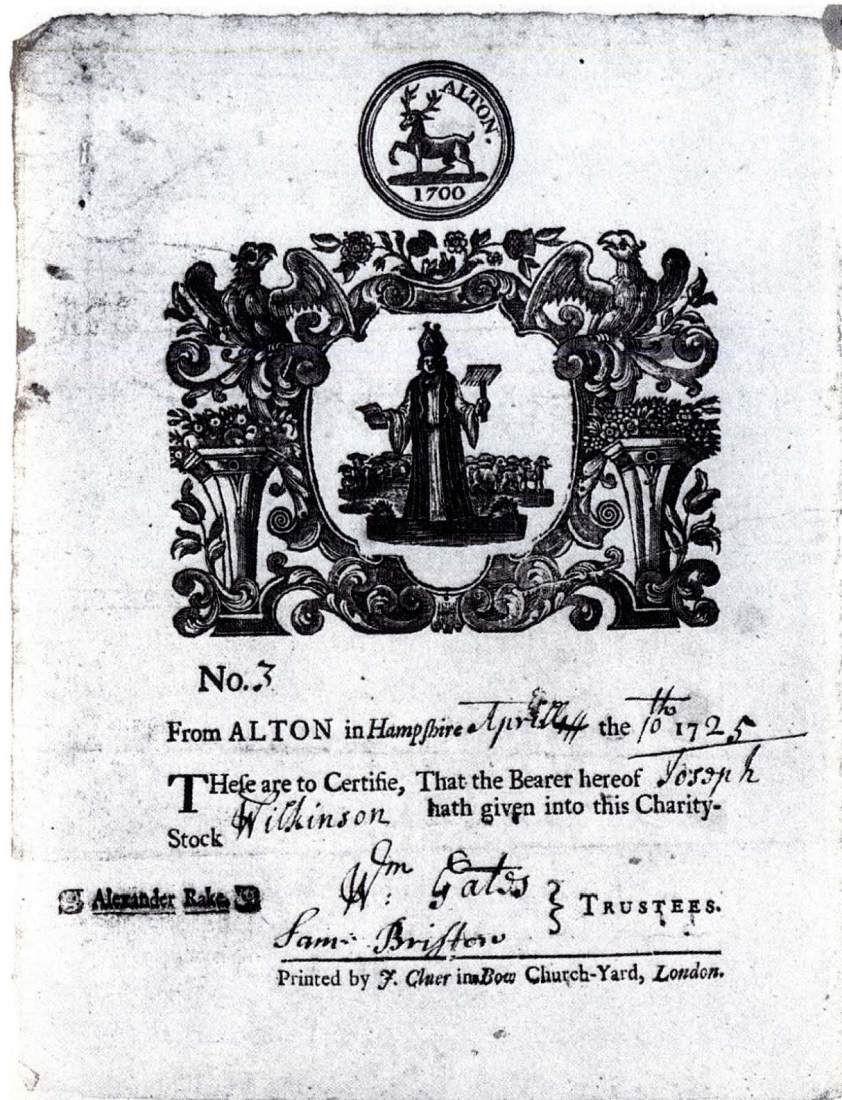 ALTON.
1700
No. 3
From ALTON in Hampshire Aprill the 10th 1725
THeſe are to Certifie, That the Bearer hereof Joseph
Wilkinson hath given into this Charity-
Stock
Wm: Gates
Alexander Rake. } TRUSTEES.
Sam: Briſtow
Printed by J. Cluer in Bow Church-Yard, London.